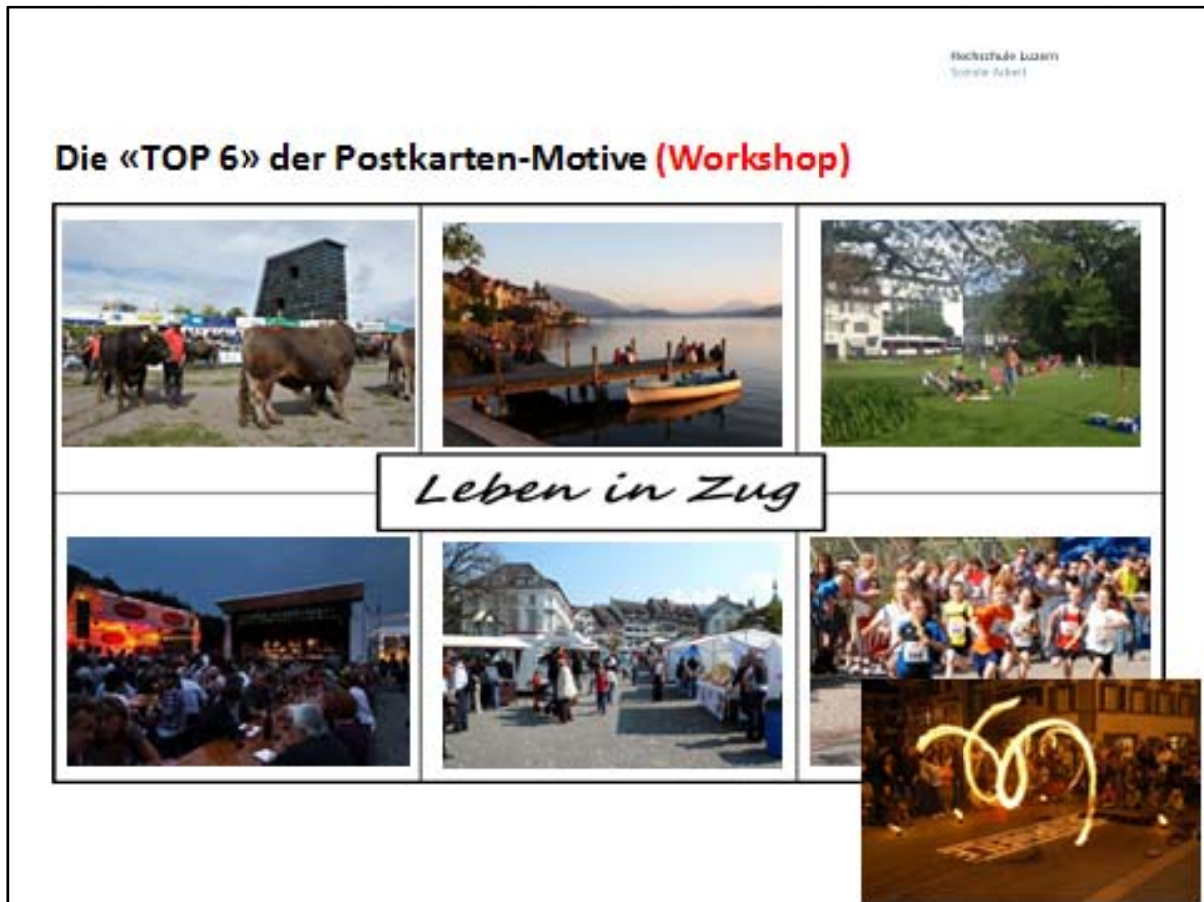 Hochschule Luzern
Soziale Arbeit
Die «TOP 6» der Postkarten-Motive (Workshop)
Leben in Zug